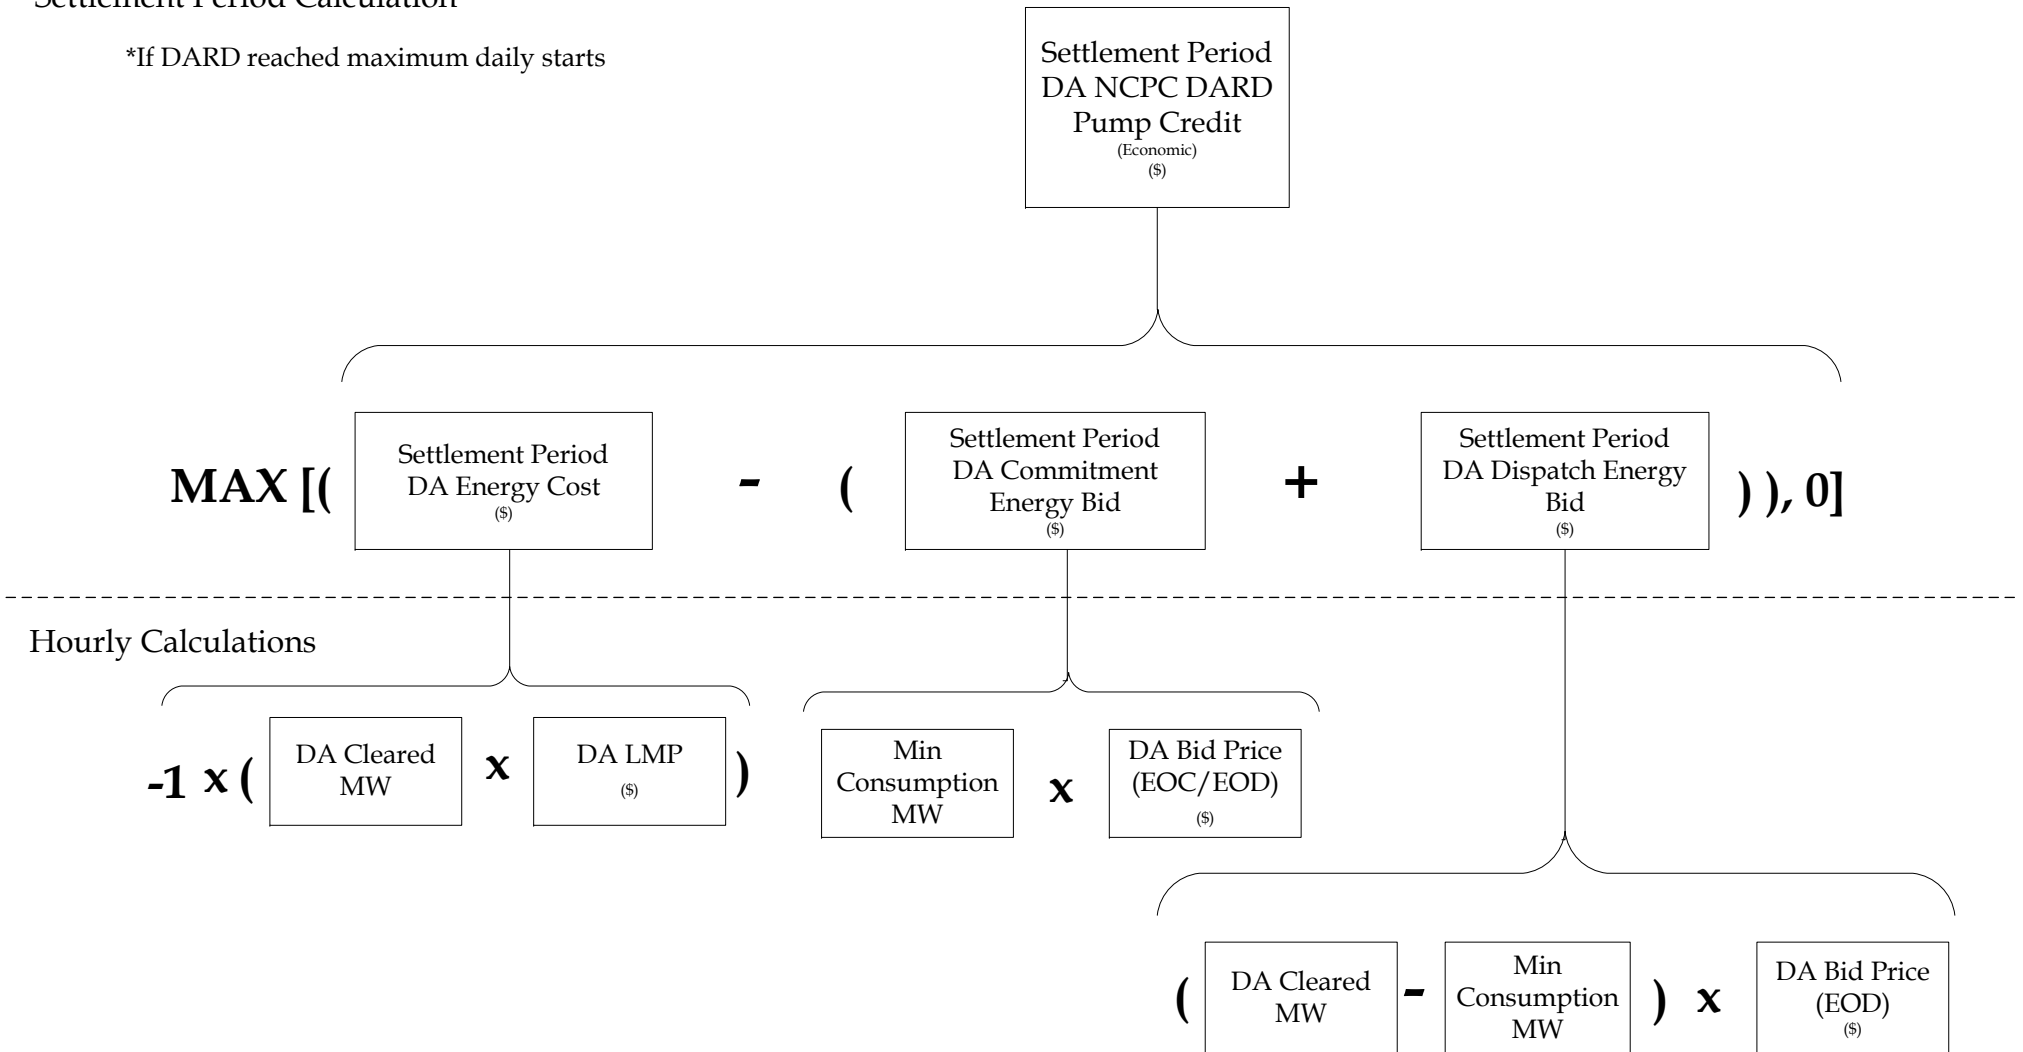 Settlement Period Calculation
*If DARD reached maximum daily starts
Settlement Period
DA NCPC DARD
Pump Credit
(Economic)
($)
MAX [(
Settlement Period
DA Energy Cost
($)
-
(
Settlement Period
DA Commitment
Energy Bid
($)
+
Settlement Period
DA Dispatch Energy
Bid
($)
) ), 0]
Hourly Calculations
-1 x (
DA Cleared
MW
x
DA LMP
($)
)
Min
Consumption
MW
x
DA Bid Price
(EOC/EOD)
($)
(
DA Cleared
MW
-
Min
Consumption
MW
)
x
DA Bid Price
(EOD)
($)